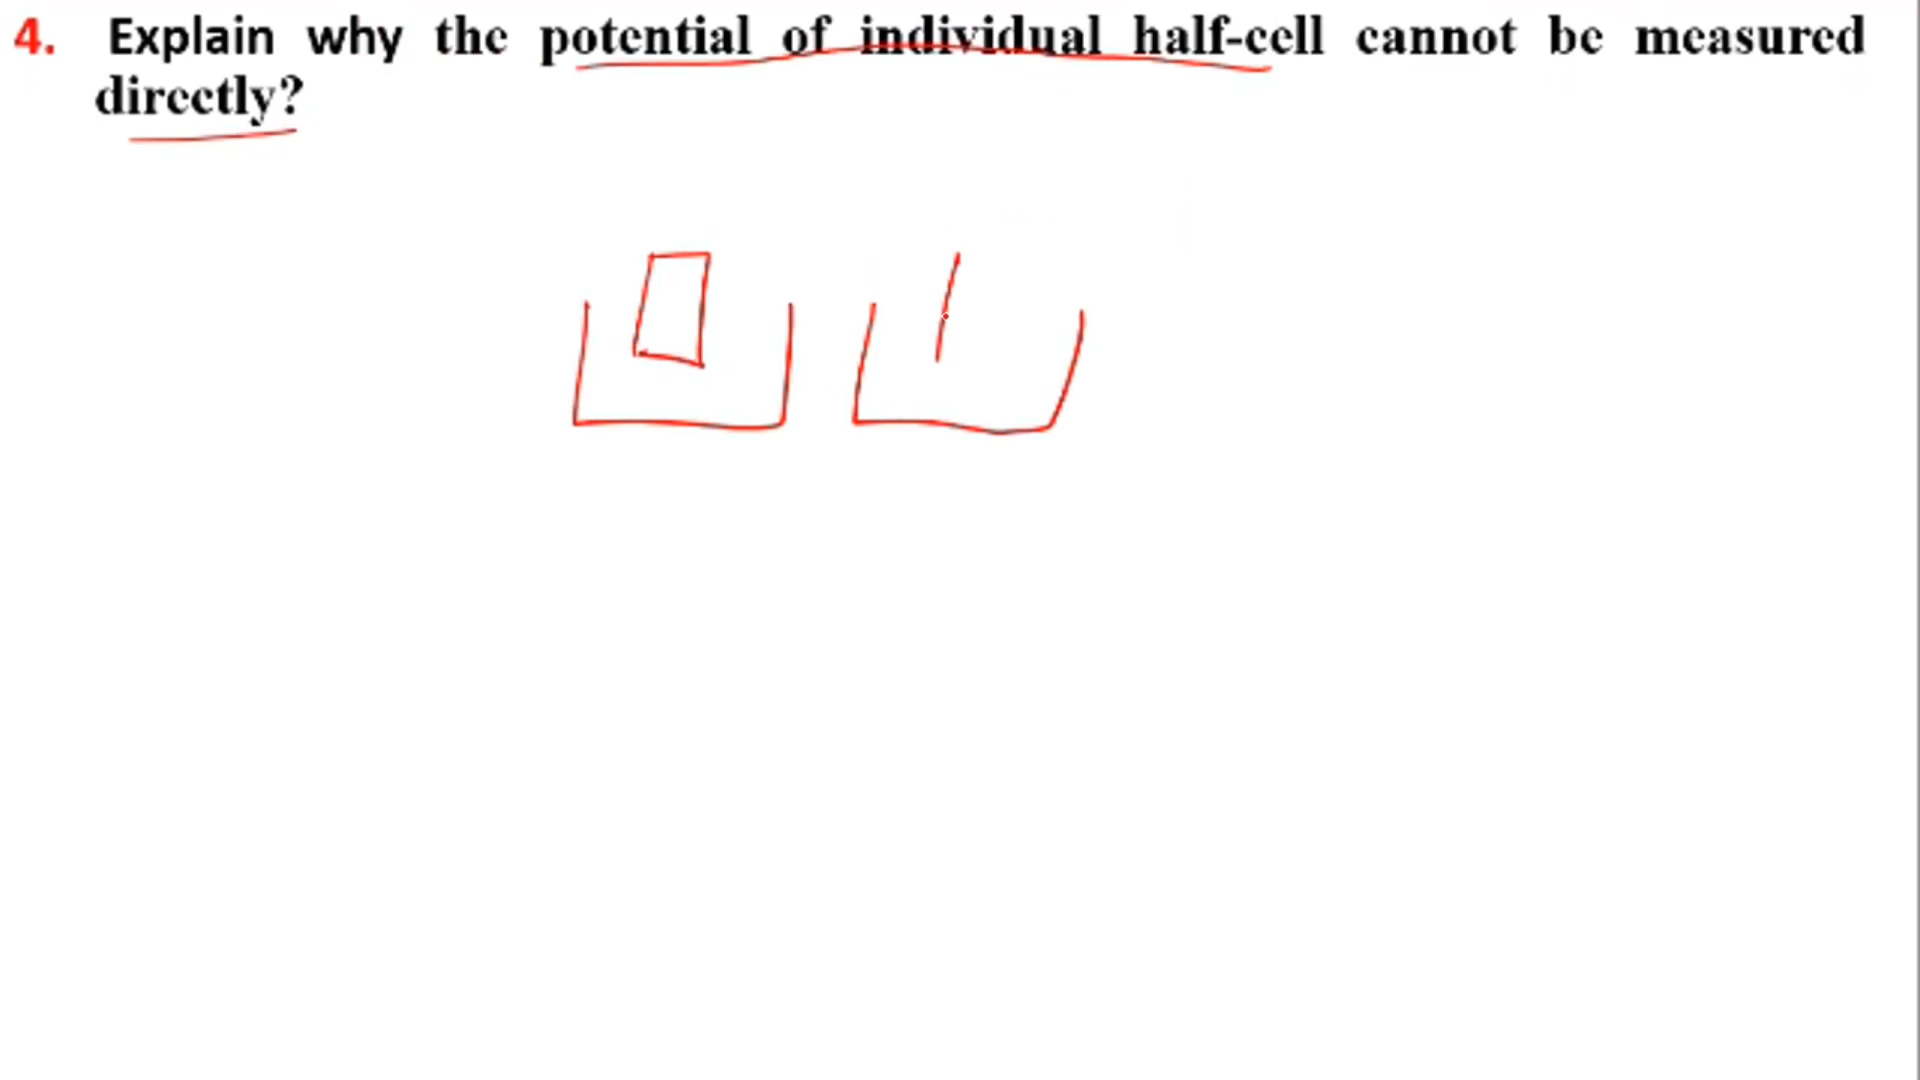 4. Explain why the potential of individual half-cell cannot be measured
directly?